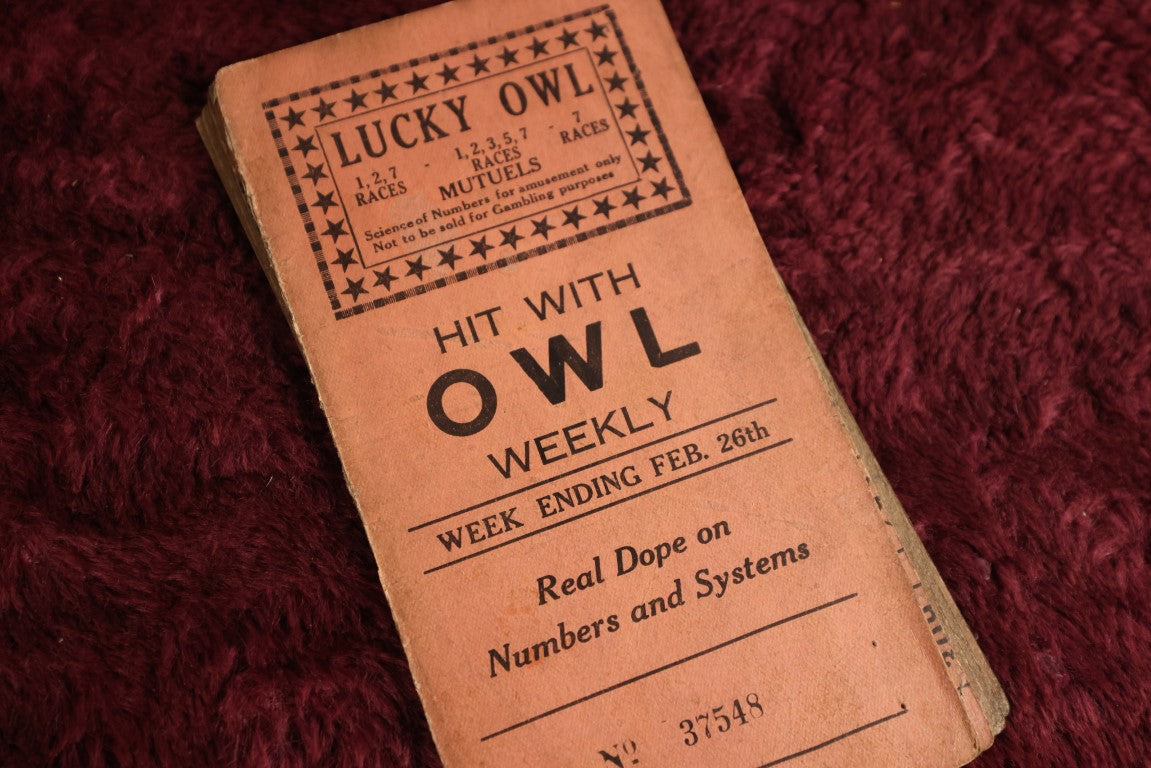 LUCKY OWL
1, 2, 7 - 1, 2, 3, 5, 7 - 7
RACES RACES RACES
MUTUELS
Science of Numbers for amusement only
Not to be sold for Gambling purposes
HIT WITH
OWL
WEEKLY
WEEK ENDING FEB. 26th
Real Dope on
Numbers and Systems
Nº 37548